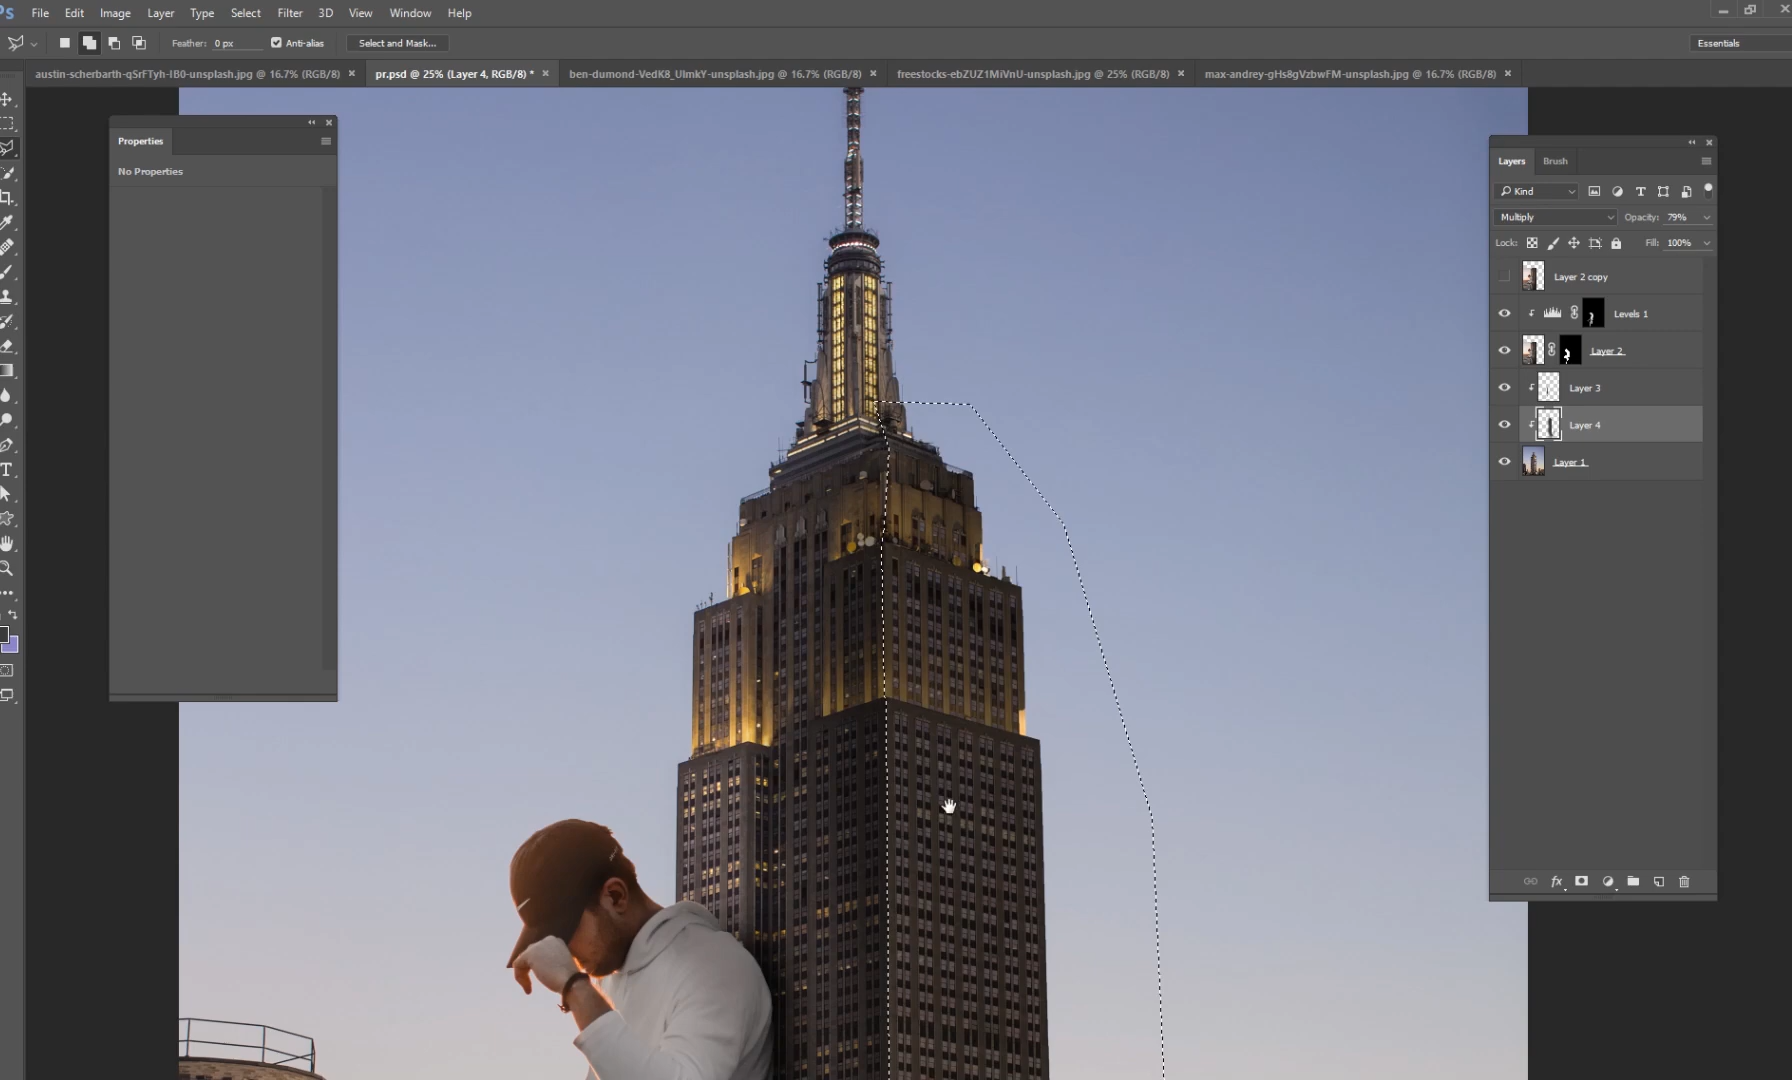 Ps File Edit Image Layer Type Select Filter 3D View Window Help
Feather: 0 px Anti-alias Select and Mask... Essentials
austin-scherbarth-qSrFTyh-IB0-unsplash.jpg @ 16.7% (RGB/8) × pr.psd @ 25% (Layer 4, RGB/8) * × ben-dumond-VedK8_UlmkY-unsplash.jpg @ 16.7% (RGB/8) × freestocks-ebZUZ1MiVnU-unsplash.jpg @ 25% (RGB/8) × max-andrey-gHs8gVzbwFM-unsplash.jpg @ 16.7% (RGB/8) ×
Properties
No Properties
Layers Brush
Kind
Multiply Opacity: 79%
Lock: Fill: 100%
Layer 2 copy
Levels 1
Layer 2
Layer 3
Layer 4
Layer 1